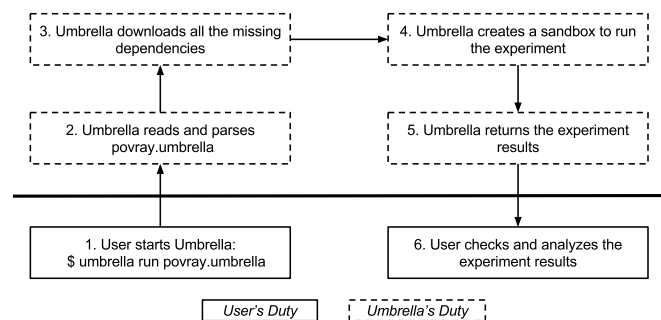 3. Umbrella downloads all the missing
dependencies
4. Umbrella creates a sandbox to run
the experiment
2. Umbrella reads and parses
povray.umbrella
5. Umbrella returns the experiment
results
1. User starts Umbrella:
$ umbrella run povray.umbrella
6. User checks and analyzes the
experiment results
User's Duty
Umbrella's Duty